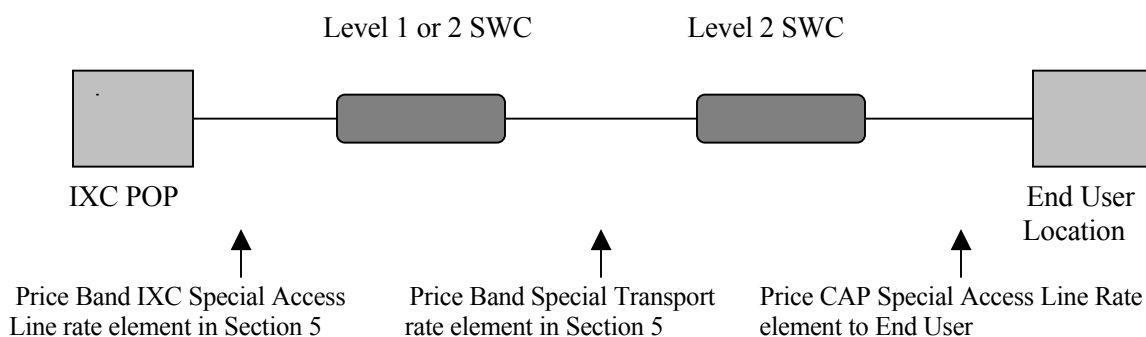 Level 1 or 2 SWC
Level 2 SWC
IXC POP
End User
Location
Price Band IXC Special Access
Line rate element in Section 5
Price Band Special Transport
rate element in Section 5
Price CAP Special Access Line Rate
element to End User